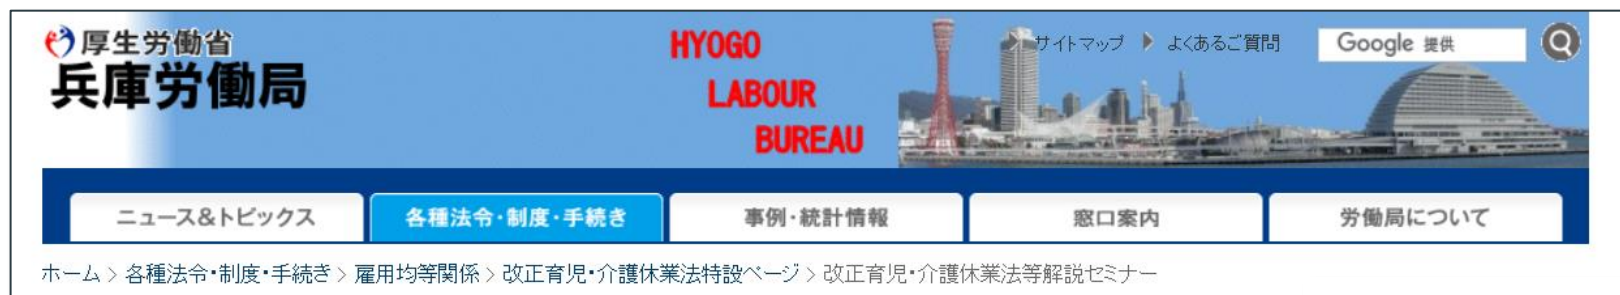 厚生労働省
兵庫労働局
HYOGO
LABOUR
BUREAU
サイトマップ よくあるご質問
Google 提供
ニュース&トピックス
各種法令・制度・手続き
事例・統計情報
窓口案内
労働局について
ホーム > 各種法令・制度・手続き > 雇用均等関係 > 改正育児・介護休業法特設ページ > 改正育児・介護休業法等解説セミナー